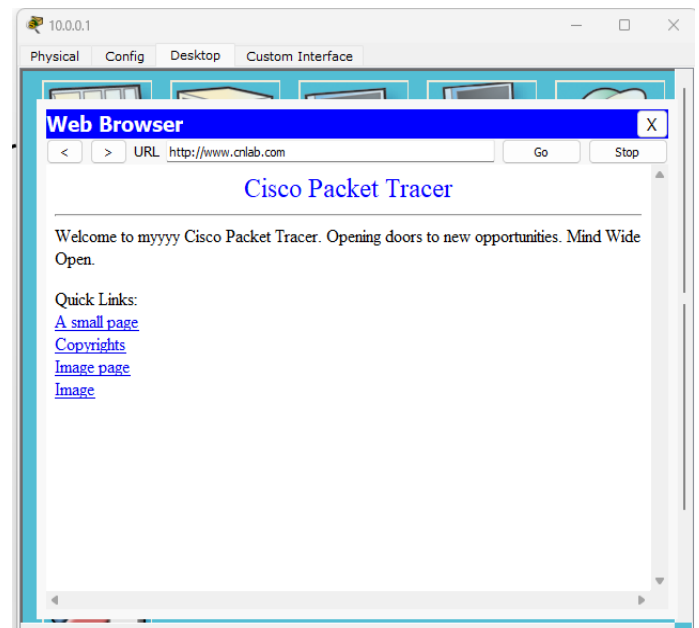 10.0.0.1
Physical Config Desktop Custom Interface
Web Browser X
< > URL http://www.cnlab.com Go Stop
Cisco Packet Tracer
Welcome to myyyy Cisco Packet Tracer. Opening doors to new opportunities. Mind Wide
Open.
Quick Links:
A small page
Copyrights
Image page
Image